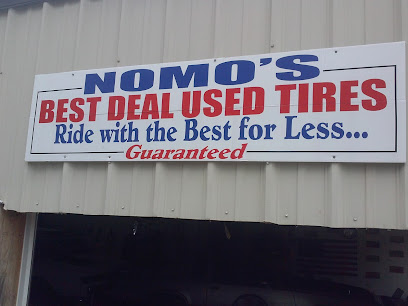 NOMO'S
BEST DEAL USED TIRES
Ride with the Best for Less...
Guaranteed